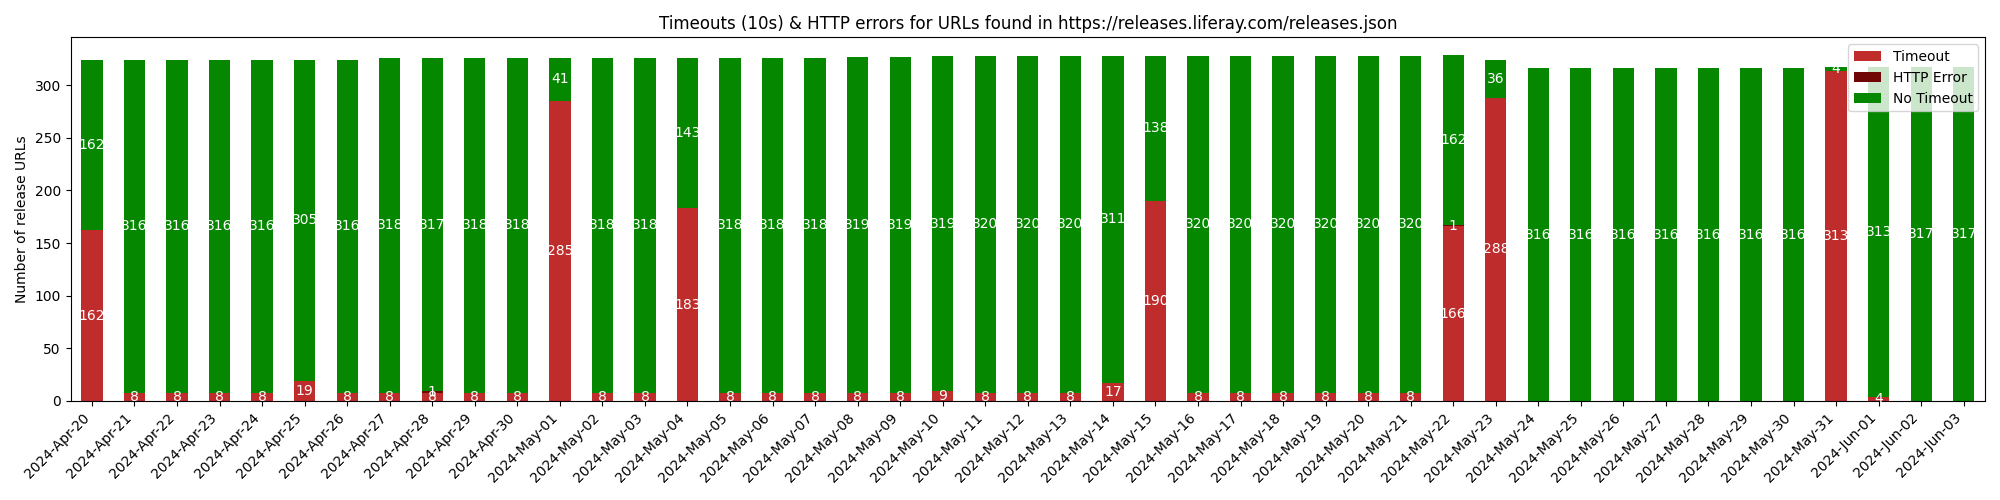 Timeouts (10s) & HTTP errors for URLs found in https://releases.liferay.com/releases.json
Timeout
HTTP Error
No Timeout
Number of release URLs
300
250
200
150
100
50
0
41 143 138 162 36 4
162 316 316 316 316 305 316 318 317 318 318 318 318 318 318 318 319 319 319 320 320 320 311 320 320 320 320 320 320 1 316 316 316 316 316 316 316 313 317 317
162 285 183 190 166 288 313
8 8 8 8 19 8 8 1 8 8 8 8 8 8 8 8 8 8 9 8 8 8 17 8 8 8 8 8 8 4
2024-Apr-20
2024-Apr-21
2024-Apr-22
2024-Apr-23
2024-Apr-24
2024-Apr-25
2024-Apr-26
2024-Apr-27
2024-Apr-28
2024-Apr-29
2024-Apr-30
2024-May-01
2024-May-02
2024-May-03
2024-May-04
2024-May-05
2024-May-06
2024-May-07
2024-May-08
2024-May-09
2024-May-10
2024-May-11
2024-May-12
2024-May-13
2024-May-14
2024-May-15
2024-May-16
2024-May-17
2024-May-18
2024-May-19
2024-May-20
2024-May-21
2024-May-22
2024-May-23
2024-May-24
2024-May-25
2024-May-26
2024-May-27
2024-May-28
2024-May-29
2024-May-30
2024-May-31
2024-Jun-01
2024-Jun-02
2024-Jun-03